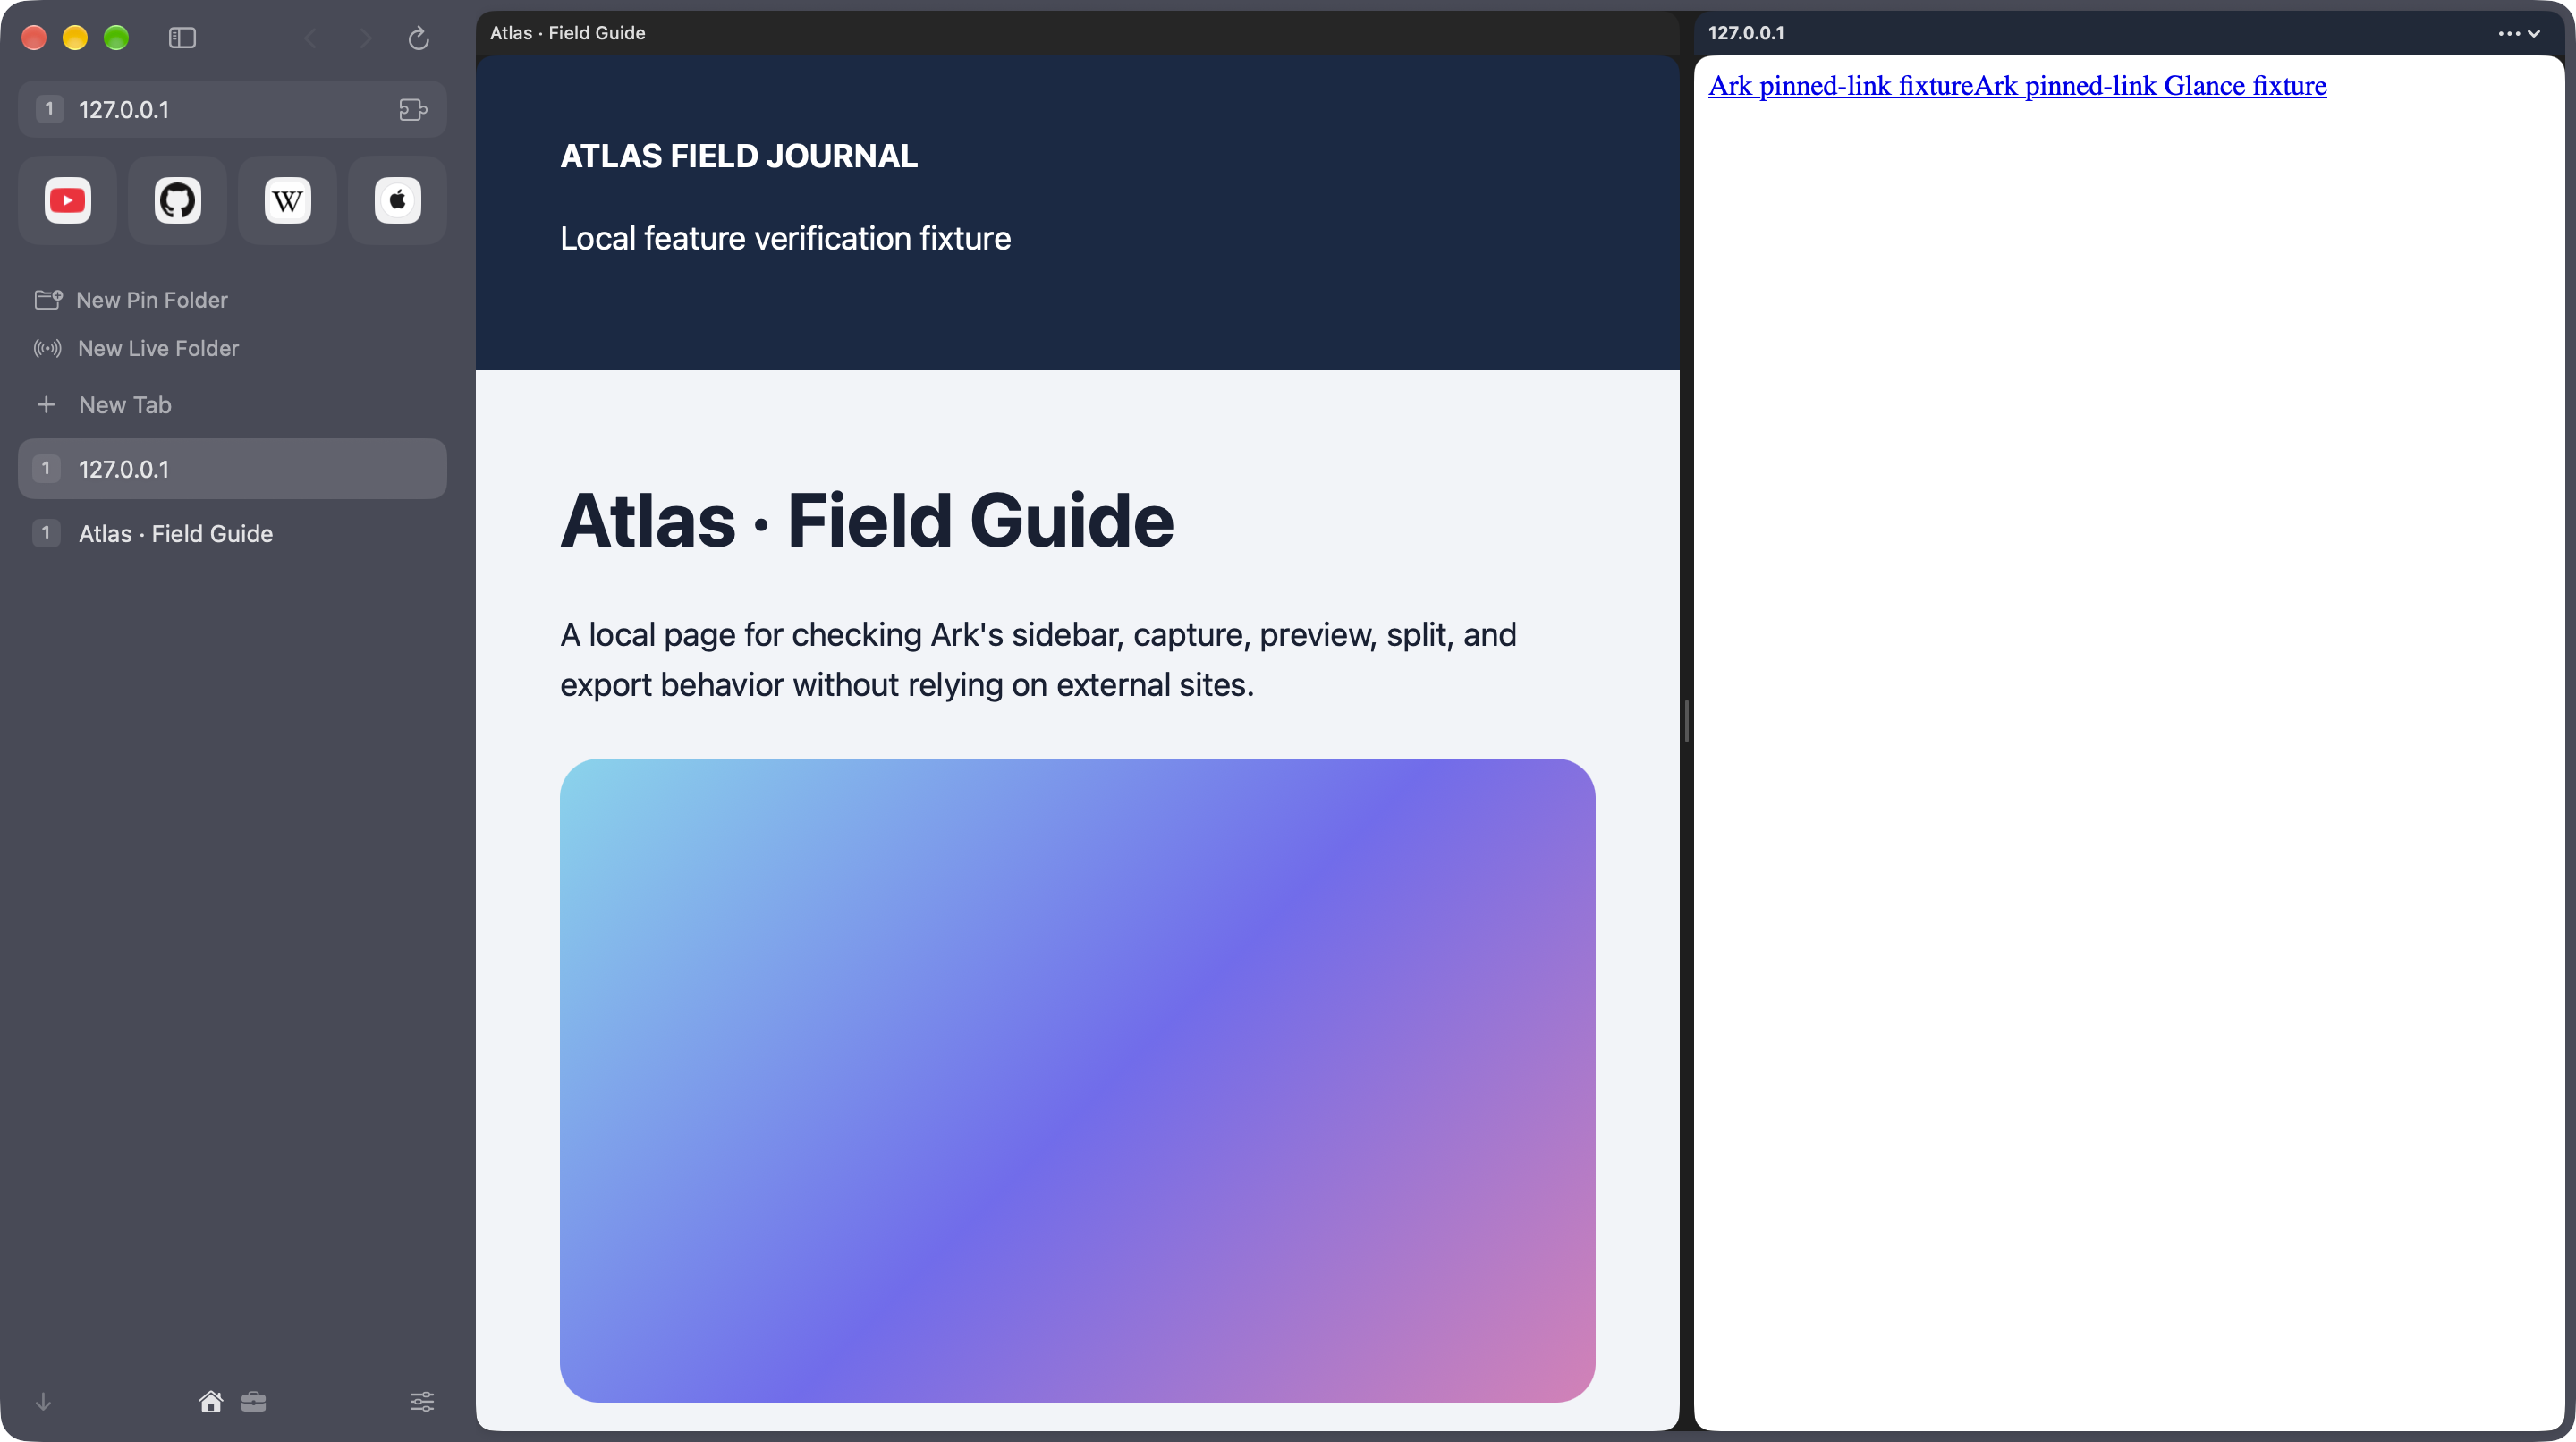 1 127.0.0.1
W
New Pin Folder
New Live Folder
New Tab
1 127.0.0.1
1 Atlas · Field Guide
Atlas · Field Guide
ATLAS FIELD JOURNAL
Local feature verification fixture
Atlas · Field Guide
A local page for checking Ark's sidebar, capture, preview, split, and
export behavior without relying on external sites.
127.0.0.1
Ark pinned-link fixtureArk pinned-link Glance fixture